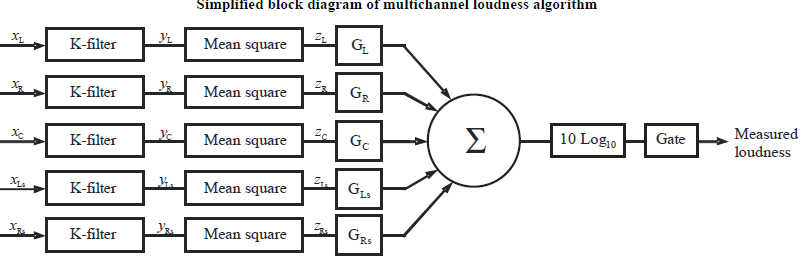 Simplified block diagram of multichannel loudness algorithm
xL K-filter yL Mean square zL GL
xR K-filter yR Mean square zR GR
xC K-filter yC Mean square zC GC
Σ 10 Log10 Gate Measured
loudness
xLs K-filter yLs Mean square zLs GLs
xRs K-filter yRs Mean square zRs GRs